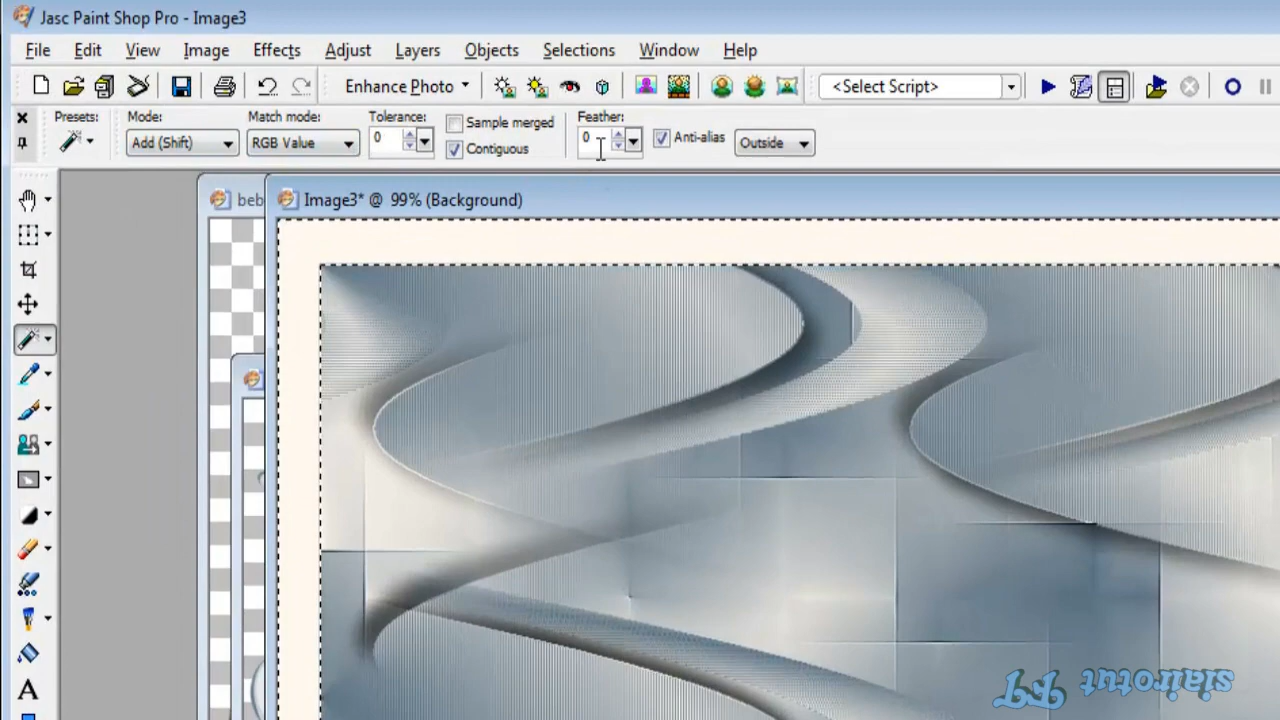 Jasc Paint Shop Pro - Image3
File Edit View Image Effects Adjust Layers Objects Selections Window Help
Enhance Photo <Select Script>
Presets: Mode: Match mode: Tolerance: Sample merged Feather:
Add (Shift) RGB Value 0 Contiguous 0 Anti-alias Outside
beb Image3* @ 99% (Background)
A